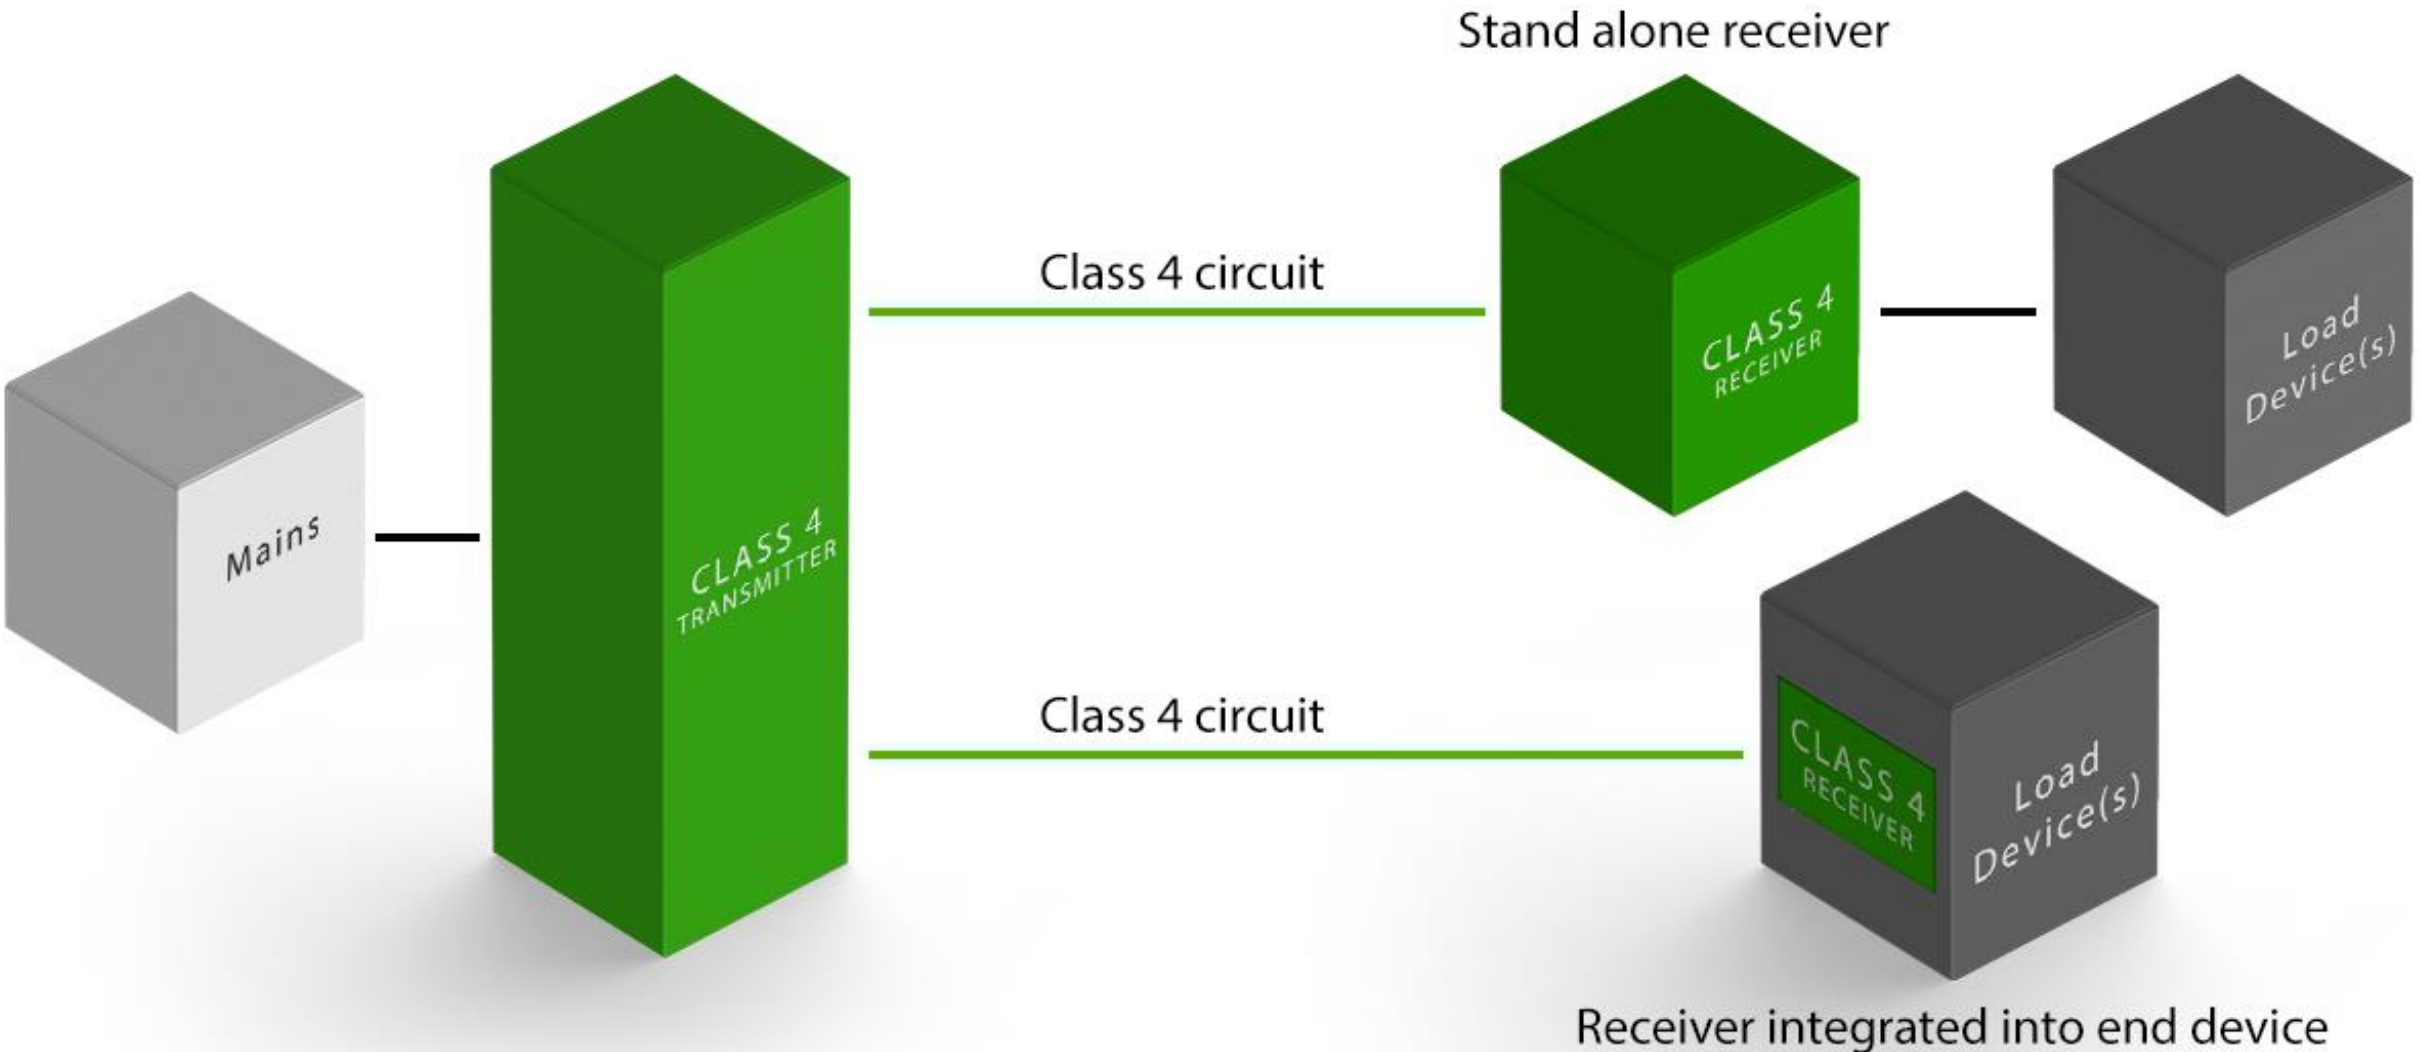 Stand alone receiver
Class 4 circuit
CLASS 4
RECEIVER
Load
Device(s)
Mains
CLASS 4
TRANSMITTER
Class 4 circuit
CLASS 4
RECEIVER
Load
Device(s)
Receiver integrated into end device